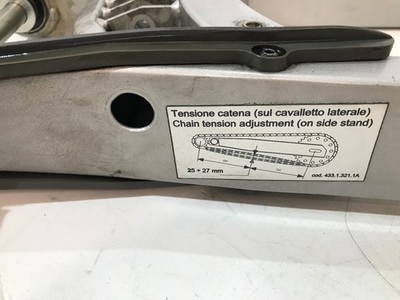 Tensione catena (sul cavalletto laterale)
Chain tension adjustment (on side stand)
25 ÷ 27 mm
cod. 433.1.321.1A